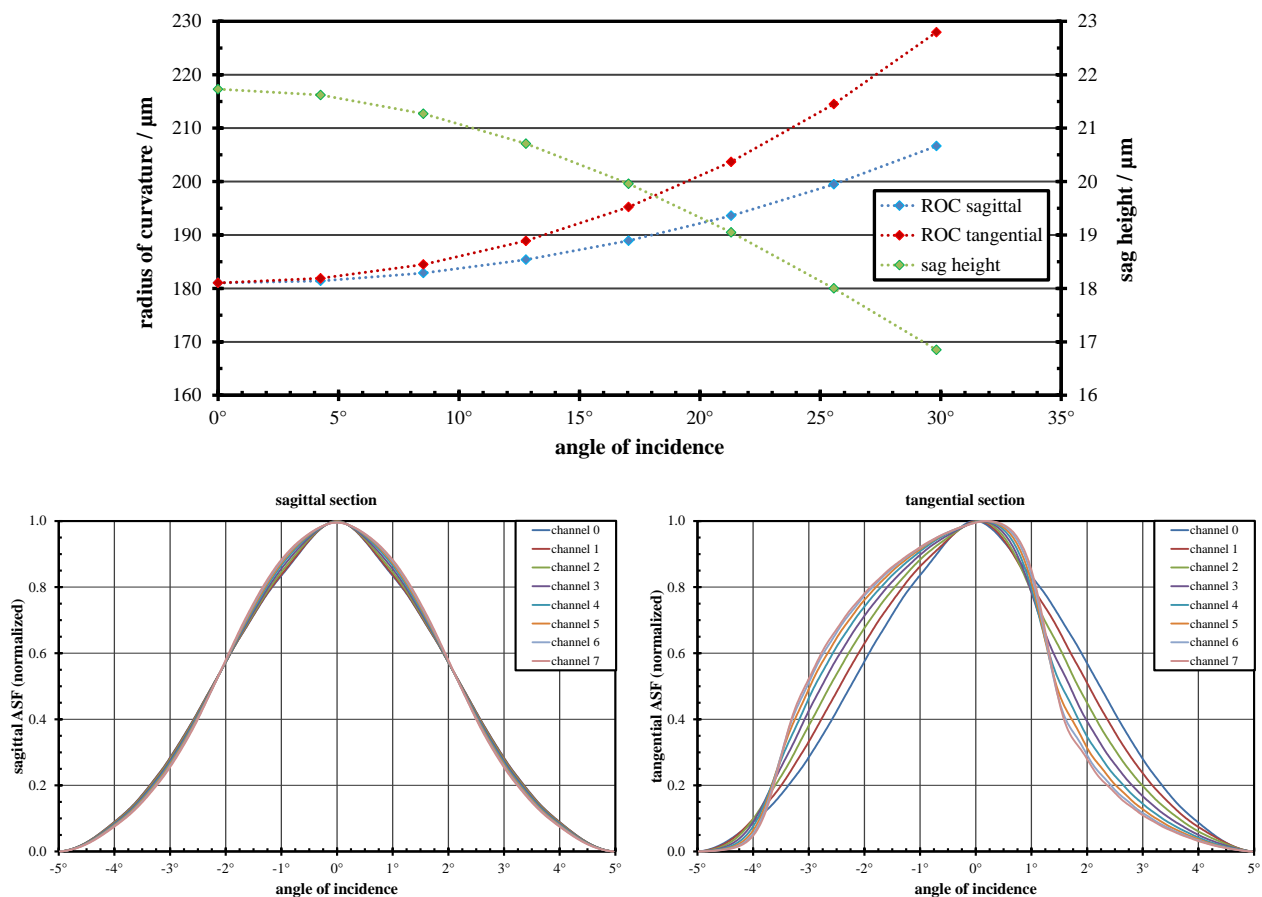 230
220
210
200
190
180
170
160
radius of curvature / µm
23
22
21
20
19
18
17
16
sag height / µm
ROC sagittal
ROC tangential
sag height
0° 5° 10° 15° 20° 25° 30° 35°
angle of incidence
sagittal section
1.0
0.8
0.6
0.4
0.2
0.0
sagittal ASF (normalized)
channel 0
channel 1
channel 2
channel 3
channel 4
channel 5
channel 6
channel 7
-5° -4° -3° -2° -1° 0° 1° 2° 3° 4° 5°
angle of incidence
tangential section
1.0
0.8
0.6
0.4
0.2
0.0
tangential ASF (normalized)
channel 0
channel 1
channel 2
channel 3
channel 4
channel 5
channel 6
channel 7
-5° -4° -3° -2° -1° 0° 1° 2° 3° 4° 5°
angle of incidence